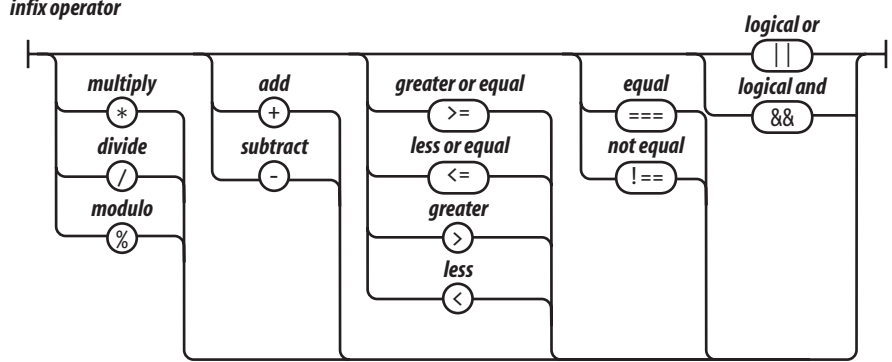 infix operator
logical or
||
multiply add greater or equal equal logical and
* + >= === &&
divide subtract less or equal not equal
/ - <= !==
modulo greater
% >
less
<